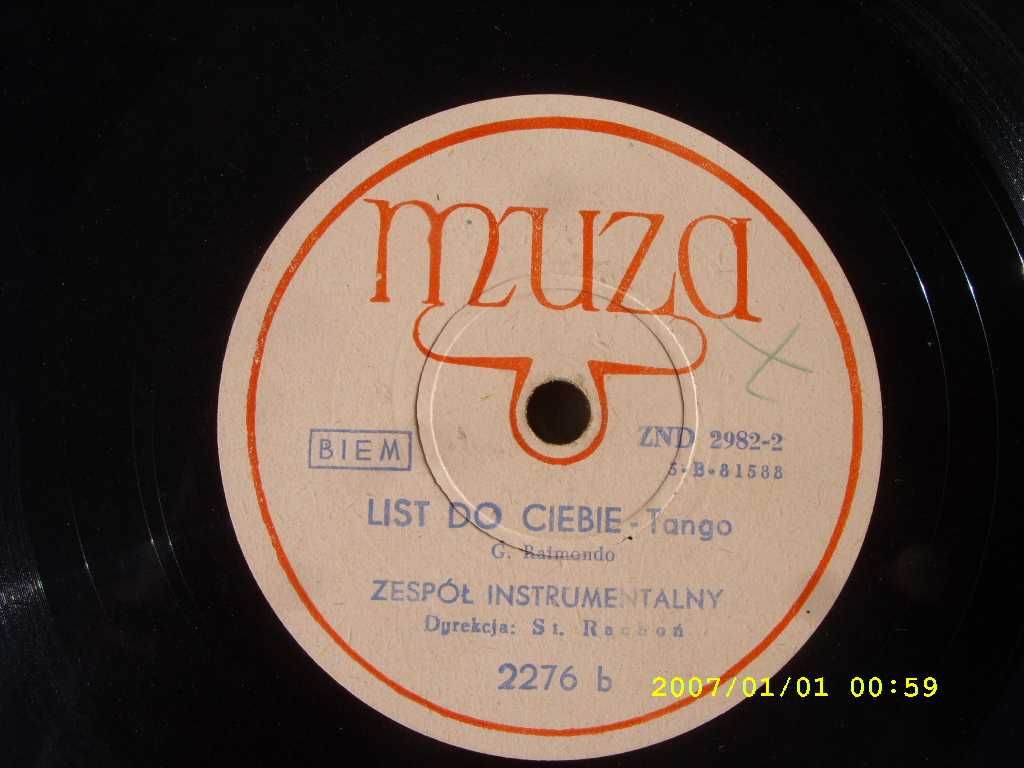 muza
BIEM
ZND 2982-2
5-B-81588
LIST DO CIEBIE - Tango
G. Raimondo
ZESPÓŁ INSTRUMENTALNY
Dyrekcja: St. Rachoń
2276 b
2007/01/01 00:59